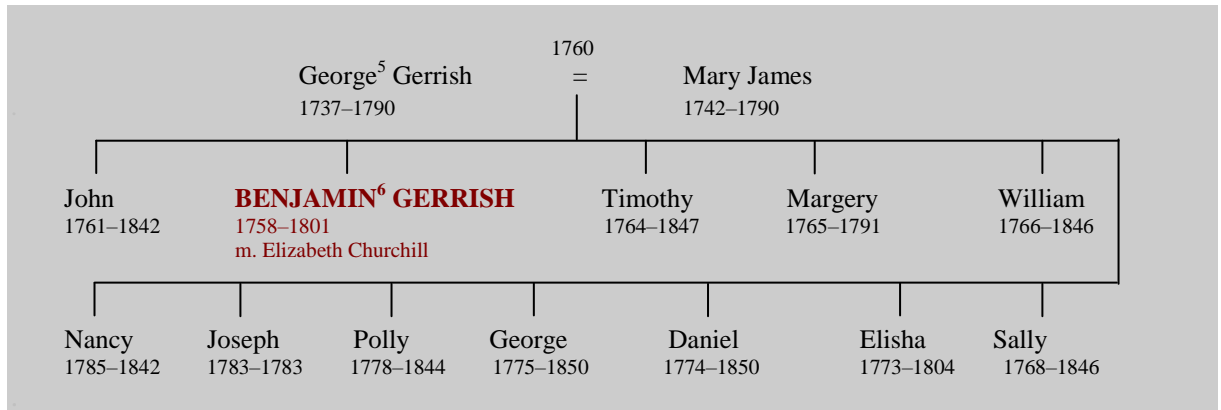 1760
George⁵ Gerrish = Mary James
1737–1790 1742–1790
John BENJAMIN⁶ GERRISH Timothy Margery William
1761–1842 1758–1801 1764–1847 1765–1791 1766–1846
m. Elizabeth Churchill
Nancy Joseph Polly George Daniel Elisha Sally
1785–1842 1783–1783 1778–1844 1775–1850 1774–1850 1773–1804 1768–1846